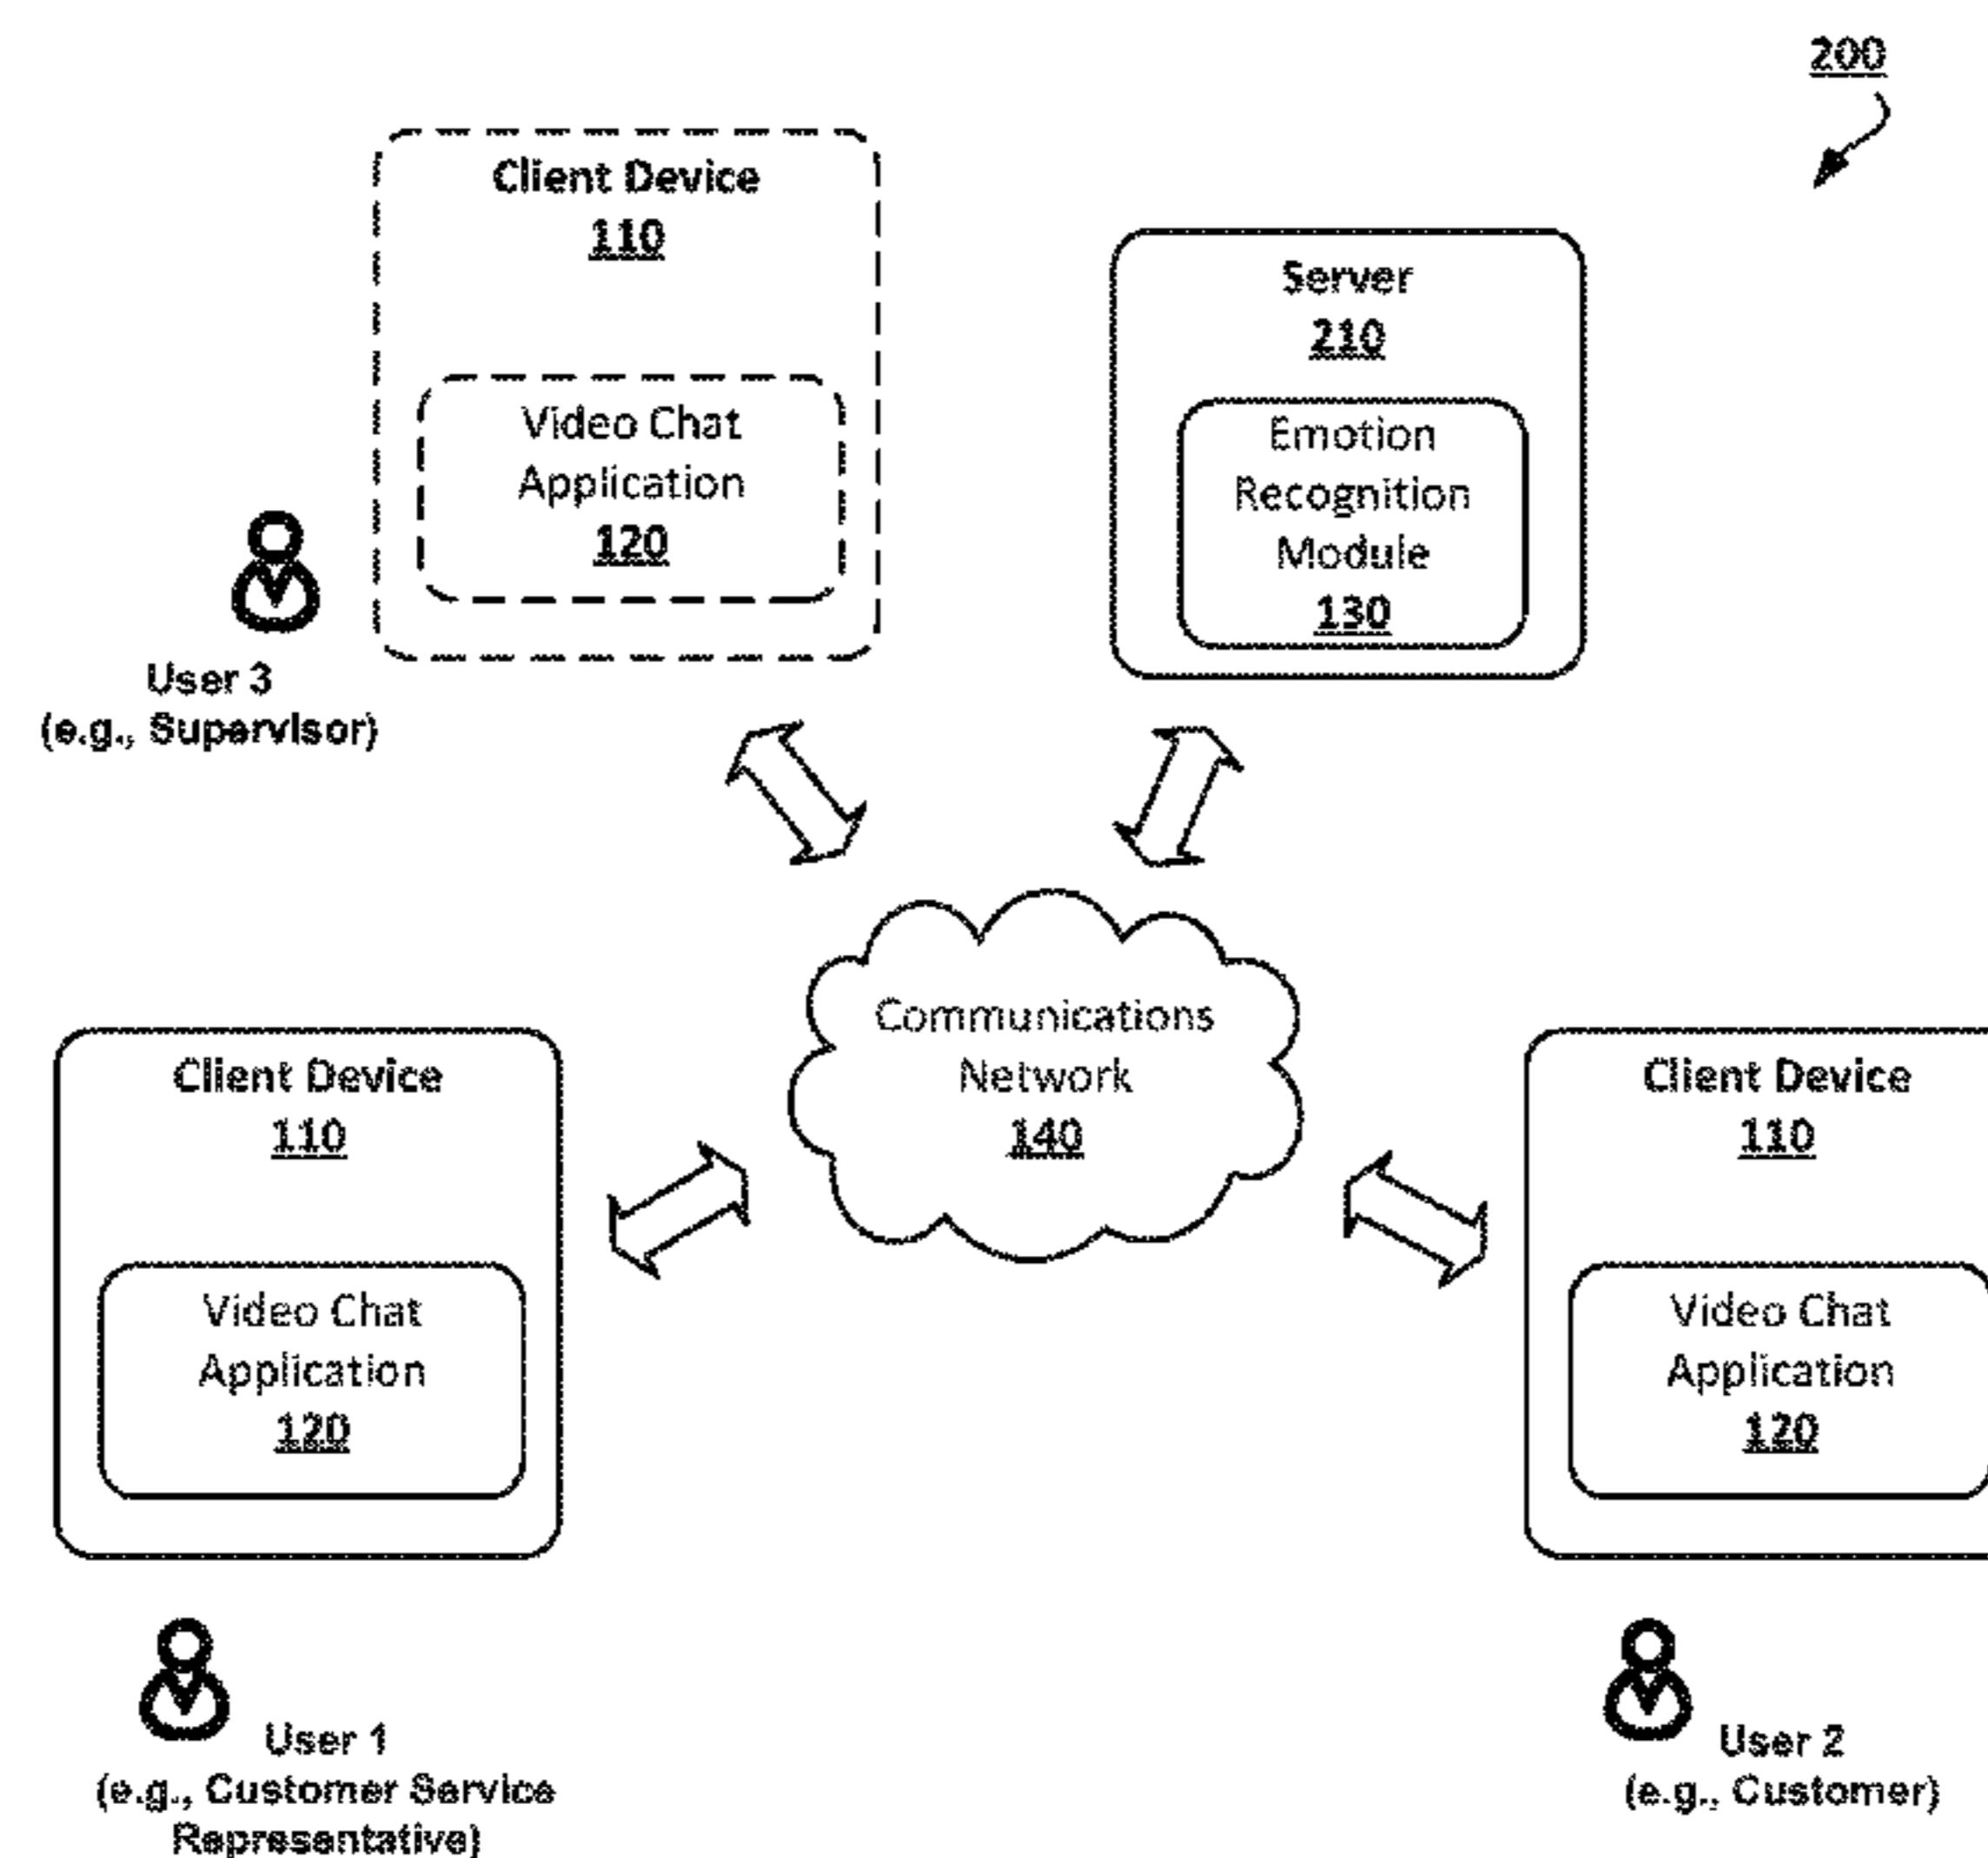 200
Client Device
110
Video Chat
Application
120
User 3
(e.g., Supervisor)
Server
210
Emotion
Recognition
Module
130
Communications
Network
140
Client Device
110
Video Chat
Application
120
User 1
(e.g., Customer Service
Representative)
Client Device
110
Video Chat
Application
120
User 2
(e.g., Customer)